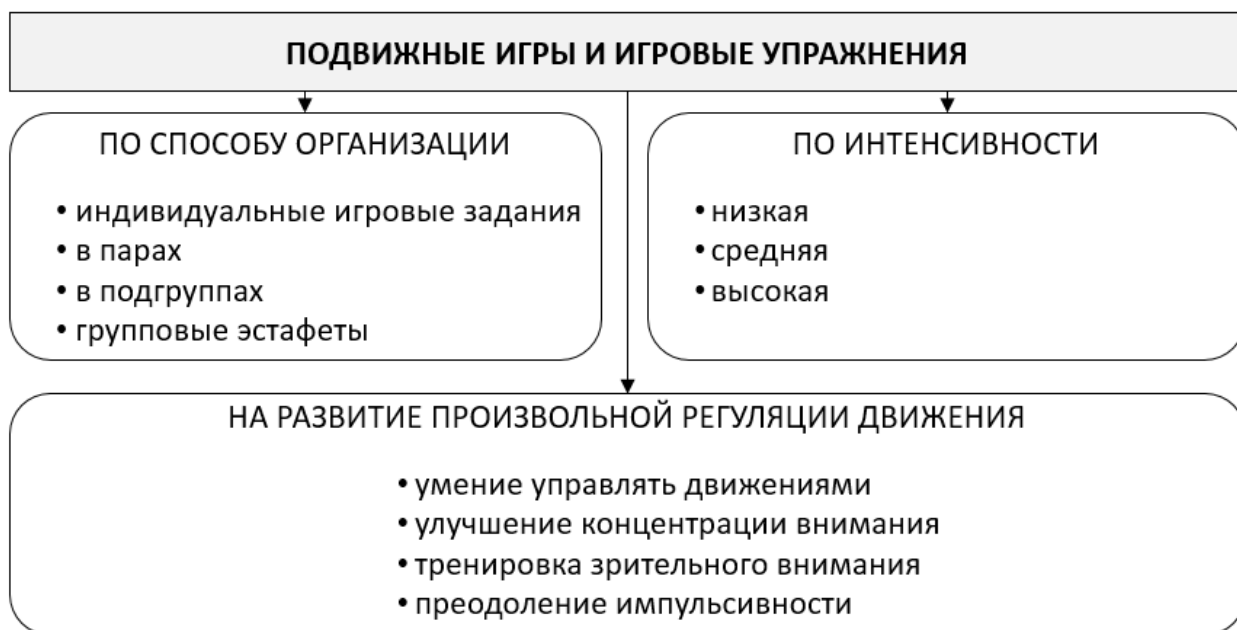 ПОДВИЖНЫЕ ИГРЫ И ИГРОВЫЕ УПРАЖНЕНИЯ
ПО СПОСОБУ ОРГАНИЗАЦИИ
• индивидуальные игровые задания
• в парах
• в подгруппах
• групповые эстафеты
ПО ИНТЕНСИВНОСТИ
• низкая
• средняя
• высокая
НА РАЗВИТИЕ ПРОИЗВОЛЬНОЙ РЕГУЛЯЦИИ ДВИЖЕНИЯ
• умение управлять движениями
• улучшение концентрации внимания
• тренировка зрительного внимания
• преодоление импульсивности